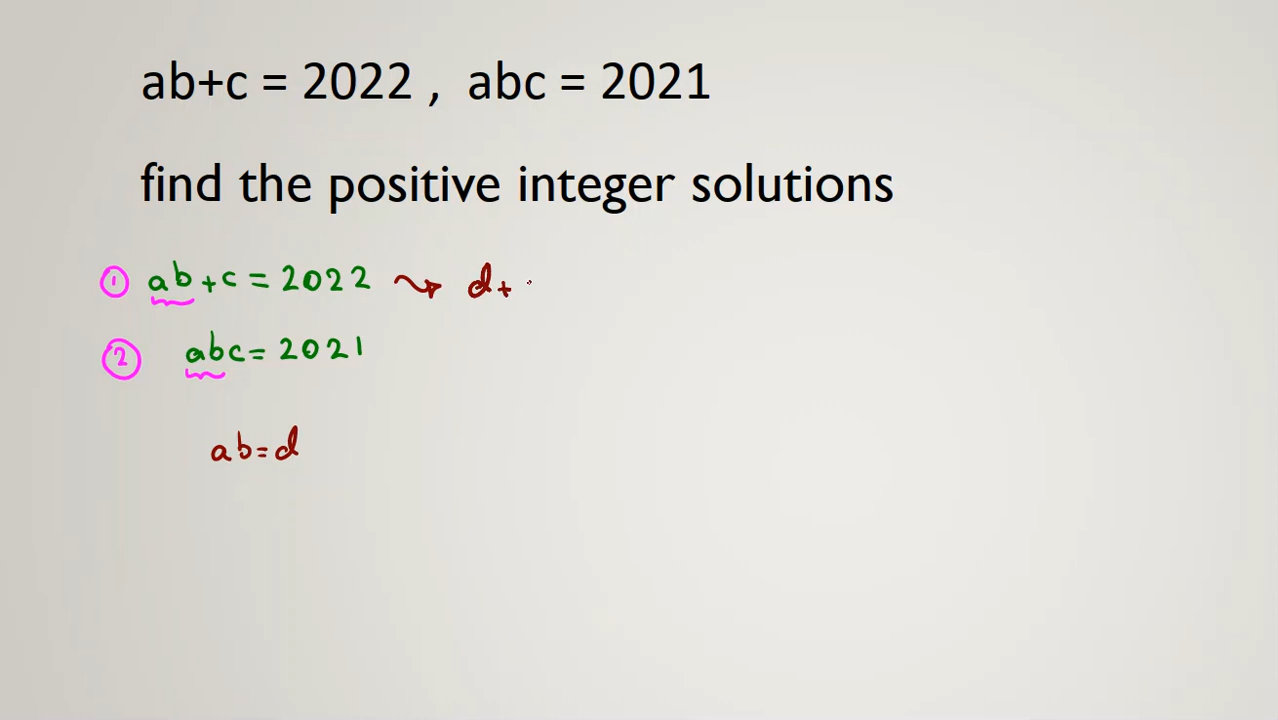 ab+c = 2022 , abc = 2021
find the positive integer solutions
① ab+c = 2022 ⤳ d+
② abc = 2021
ab = d